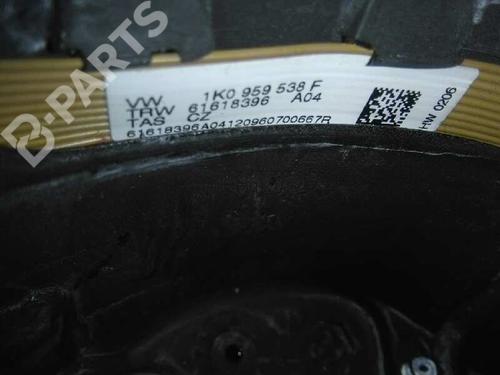 B-PARTS
VW 1K0 959 538 F
TRW 61618396 A04
TAS CZ
61618396A04120960700667R
HW 0206